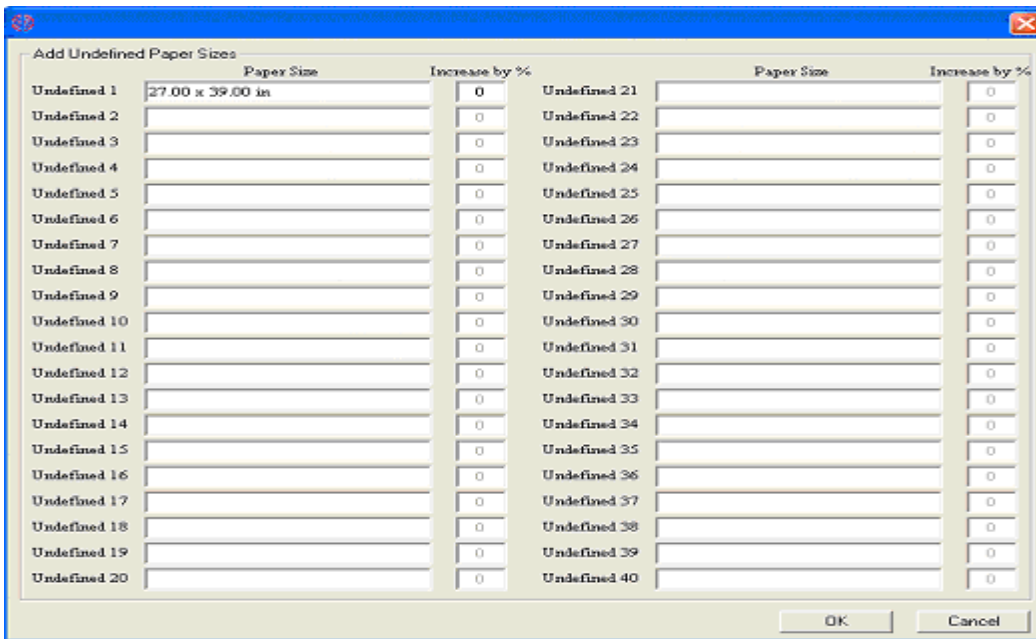 Add Undefined Paper Sizes
Paper Size Increase by % Paper Size Increase by %
Undefined 1 27.00 x 39.00 in 0 Undefined 21 0
Undefined 2 0 Undefined 22 0
Undefined 3 0 Undefined 23 0
Undefined 4 0 Undefined 24 0
Undefined 5 0 Undefined 25 0
Undefined 6 0 Undefined 26 0
Undefined 7 0 Undefined 27 0
Undefined 8 0 Undefined 28 0
Undefined 9 0 Undefined 29 0
Undefined 10 0 Undefined 30 0
Undefined 11 0 Undefined 31 0
Undefined 12 0 Undefined 32 0
Undefined 13 0 Undefined 33 0
Undefined 14 0 Undefined 34 0
Undefined 15 0 Undefined 35 0
Undefined 16 0 Undefined 36 0
Undefined 17 0 Undefined 37 0
Undefined 18 0 Undefined 38 0
Undefined 19 0 Undefined 39 0
Undefined 20 0 Undefined 40 0
OK Cancel